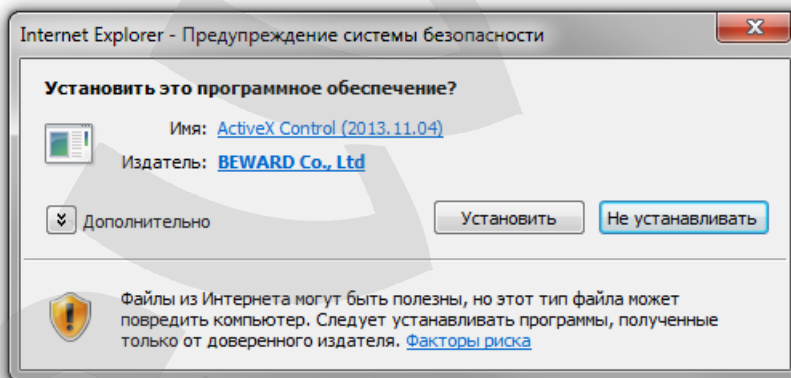 Internet Explorer - Предупреждение системы безопасности
Установить это программное обеспечение?
Имя: ActiveX Control (2013.11.04)
Издатель: BEWARD Co., Ltd
Дополнительно
Установить
Не устанавливать
Файлы из Интернета могут быть полезны, но этот тип файла может
повредить компьютер. Следует устанавливать программы, полученные
только от доверенного издателя. Факторы риска